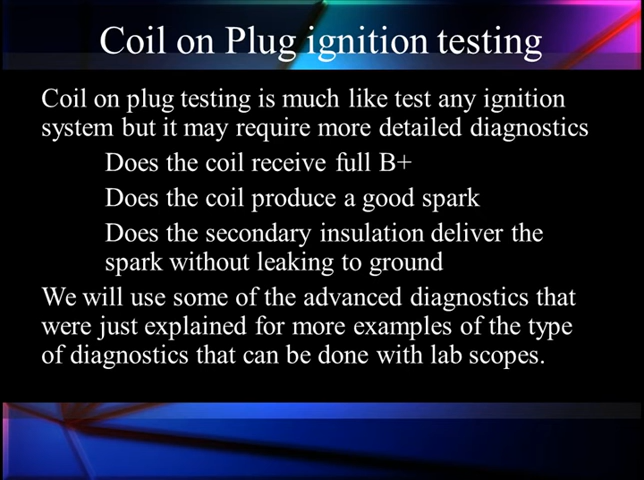 Coil on Plug ignition testing
Coil on plug testing is much like test any ignition
system but it may require more detailed diagnostics
Does the coil receive full B+
Does the coil produce a good spark
Does the secondary insulation deliver the
spark without leaking to ground
We will use some of the advanced diagnostics that
were just explained for more examples of the type
of diagnostics that can be done with lab scopes.